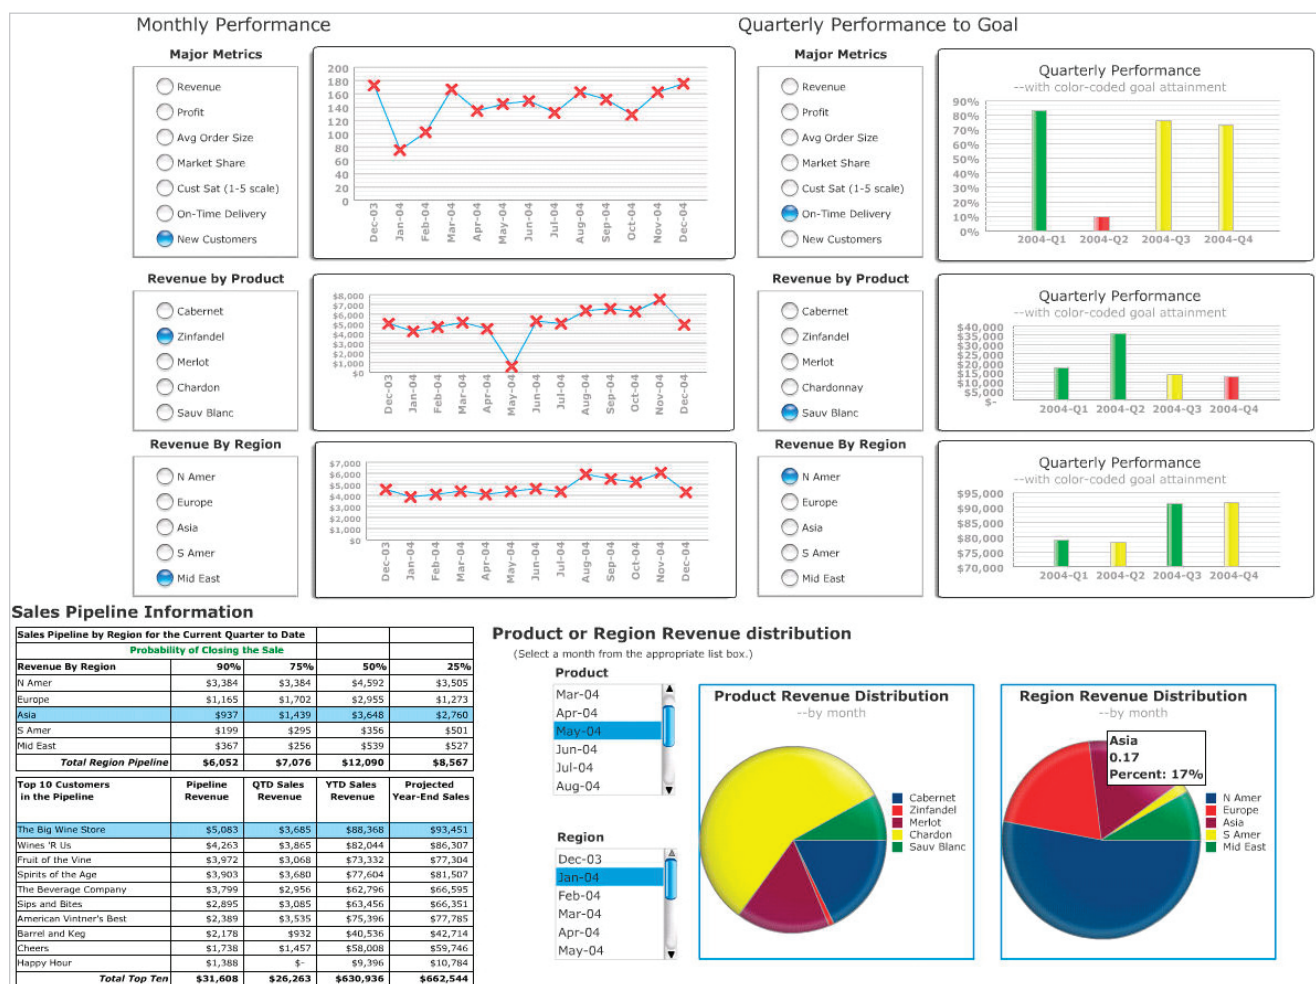 Monthly Performance
Major Metrics
Revenue
Profit
Avg Order Size
Market Share
Cust Sat (1-5 scale)
On-Time Delivery
New Customers
200
180
160
140
120
100
80
60
40
20
0
Dec-03 Jan-04 Feb-04 Mar-04 Apr-04 May-04 Jun-04 Jul-04 Aug-04 Sep-04 Oct-04 Nov-04 Dec-04
Revenue by Product
Cabernet
Zinfandel
Merlot
Chardon
Sauv Blanc
$8,000
$7,000
$6,000
$5,000
$4,000
$3,000
$2,000
$1,000
$0
Dec-03 Jan-04 Feb-04 Mar-04 Apr-04 May-04 Jun-04 Jul-04 Aug-04 Sep-04 Oct-04 Nov-04 Dec-04
Revenue By Region
N Amer
Europe
Asia
S Amer
Mid East
$7,000
$6,000
$5,000
$4,000
$3,000
$2,000
$1,000
$0
Dec-03 Jan-04 Feb-04 Mar-04 Apr-04 May-04 Jun-04 Jul-04 Aug-04 Sep-04 Oct-04 Nov-04 Dec-04
Quarterly Performance to Goal
Major Metrics
Revenue
Profit
Avg Order Size
Market Share
Cust Sat (1-5 scale)
On-Time Delivery
New Customers
Quarterly Performance
--with color-coded goal attainment
90%
80%
70%
60%
50%
40%
30%
20%
10%
0%
2004-Q1 2004-Q2 2004-Q3 2004-Q4
Revenue by Product
Cabernet
Zinfandel
Merlot
Chardonnay
Sauv Blanc
Quarterly Performance
--with color-coded goal attainment
$40,000
$35,000
$30,000
$25,000
$20,000
$15,000
$10,000
$5,000
$-
2004-Q1 2004-Q2 2004-Q3 2004-Q4
Revenue By Region
N Amer
Europe
Asia
S Amer
Mid East
Quarterly Performance
--with color-coded goal attainment
$95,000
$90,000
$85,000
$80,000
$75,000
$70,000
2004-Q1 2004-Q2 2004-Q3 2004-Q4
Sales Pipeline Information
Sales Pipeline by Region for the Current Quarter to Date
Probability of Closing the Sale
Revenue By Region 90% 75% 50% 25%
N Amer $3,384 $3,384 $4,592 $3,505
Europe $1,165 $1,702 $2,955 $1,273
Asia $937 $1,439 $3,648 $2,760
S Amer $199 $295 $356 $501
Mid East $367 $256 $539 $527
Total Region Pipeline $6,052 $7,076 $12,090 $8,567
Top 10 Customers Pipeline QTD Sales YTD Sales Projected
in the Pipeline Revenue Revenue Revenue Year-End Sales
The Big Wine Store $5,083 $3,685 $88,368 $93,451
Wines 'R Us $4,263 $3,865 $82,044 $86,307
Fruit of the Vine $3,972 $3,068 $73,332 $77,304
Spirits of the Age $3,903 $3,680 $77,604 $81,507
The Beverage Company $3,799 $2,956 $62,796 $66,595
Sips and Bites $2,895 $3,085 $63,456 $66,351
American Vintner's Best $2,389 $3,535 $75,396 $77,785
Barrel and Keg $2,178 $932 $40,536 $42,714
Cheers $1,738 $1,457 $58,008 $59,746
Happy Hour $1,388 $- $9,396 $10,784
Total Top Ten $31,608 $26,263 $630,936 $662,544
Product or Region Revenue distribution
(Select a month from the appropriate list box.)
Product
Mar-04
Apr-04
May-04
Jun-04
Jul-04
Aug-04
Region
Dec-03
Jan-04
Feb-04
Mar-04
Apr-04
May-04
Product Revenue Distribution
--by month
Cabernet
Zinfandel
Merlot
Chardon
Sauv Blanc
Region Revenue Distribution
--by month
Asia
0.17
Percent: 17%
N Amer
Europe
Asia
S Amer
Mid East